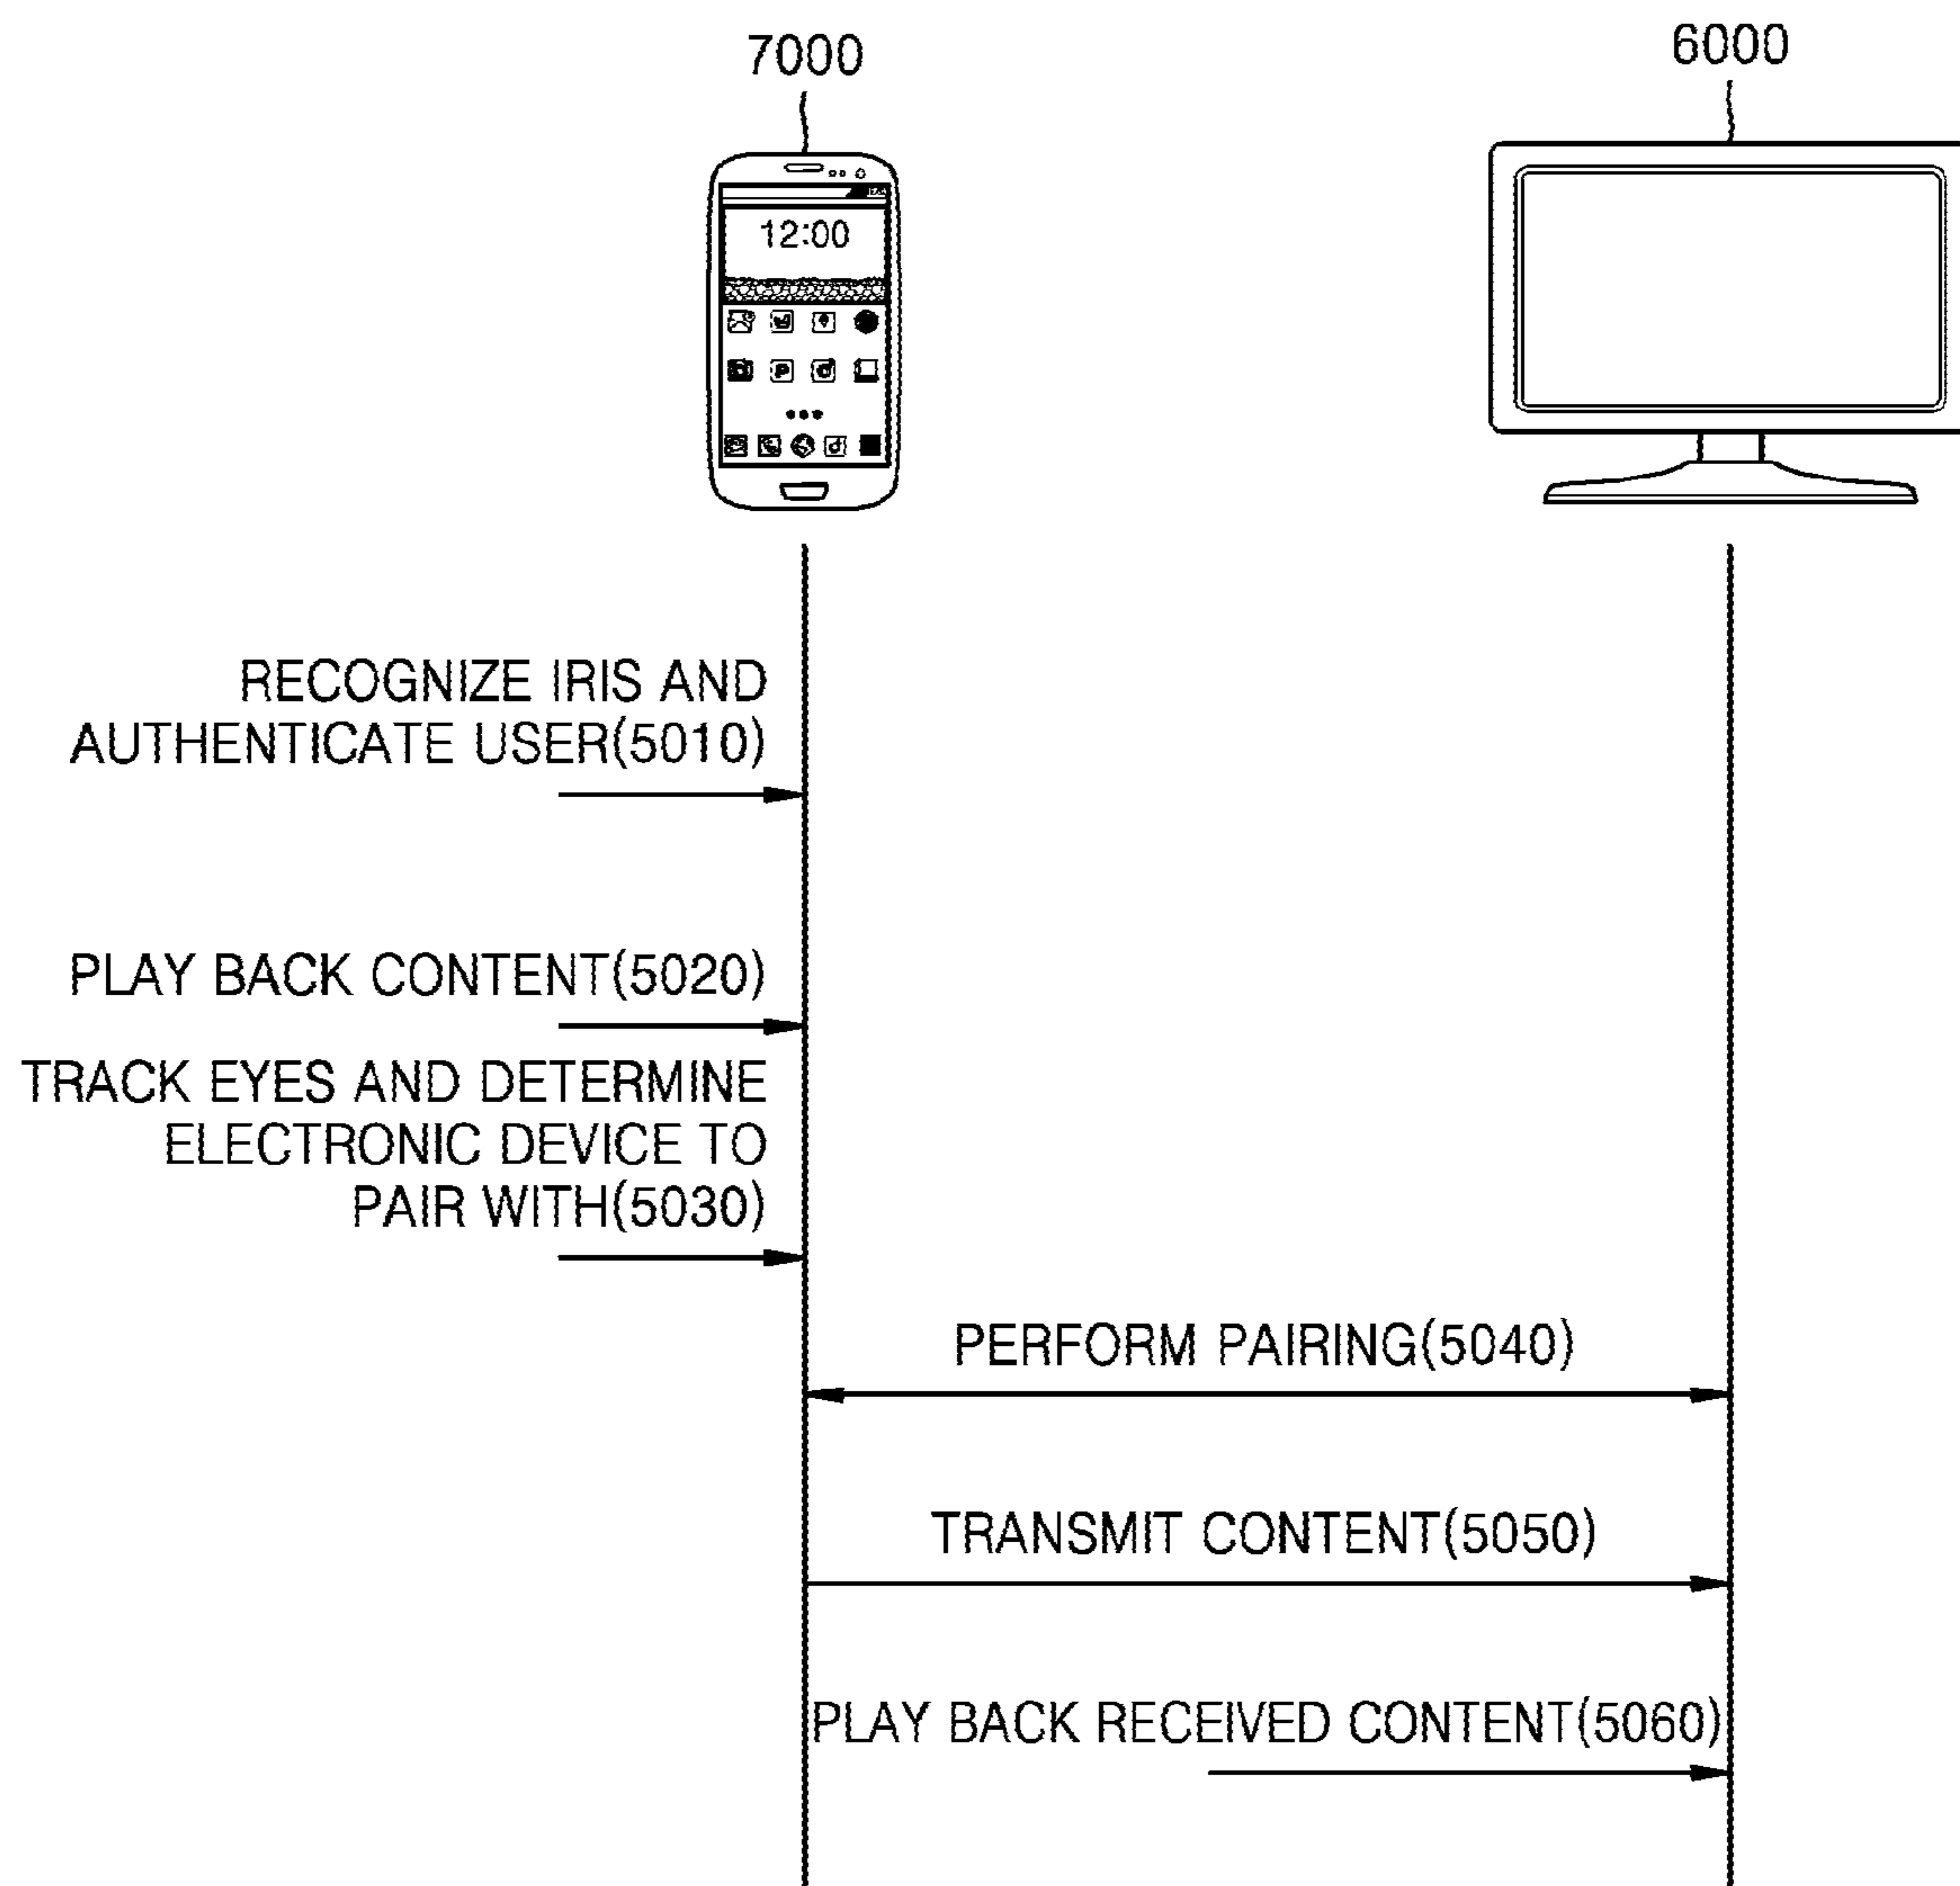 7000
6000
12:00
RECOGNIZE IRIS AND
AUTHENTICATE USER(5010)
PLAY BACK CONTENT(5020)
TRACK EYES AND DETERMINE
ELECTRONIC DEVICE TO
PAIR WITH(5030)
PERFORM PAIRING(5040)
TRANSMIT CONTENT(5050)
PLAY BACK RECEIVED CONTENT(5060)